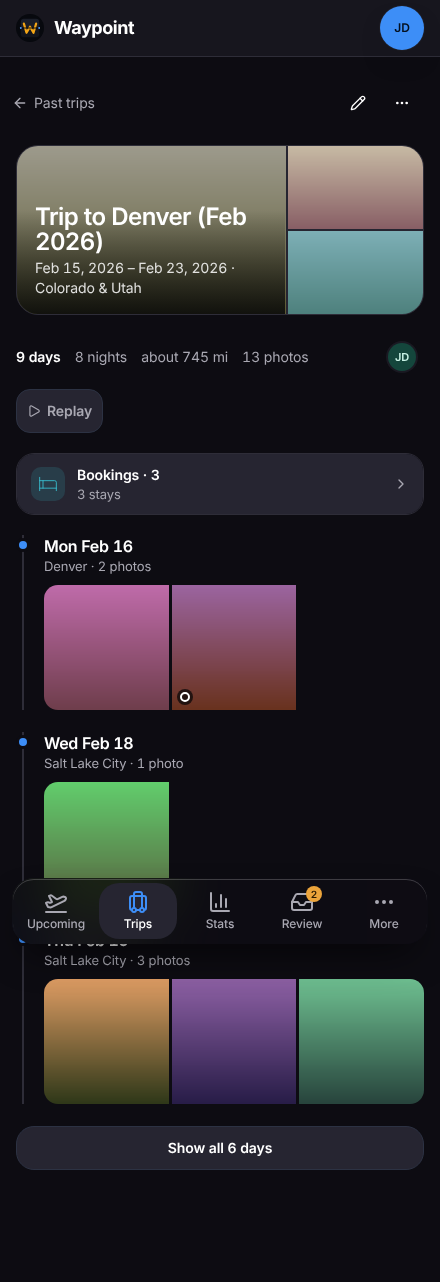 Waypoint
JD
Past trips
Trip to Denver (Feb
2026)
Feb 15, 2026 – Feb 23, 2026 ·
Colorado & Utah
9 days 8 nights about 745 mi 13 photos
JD
Replay
Bookings · 3
3 stays
Mon Feb 16
Denver · 2 photos
Wed Feb 18
Salt Lake City · 1 photo
Upcoming
Trips
Stats
2
Review
More
Salt Lake City · 3 photos
Show all 6 days